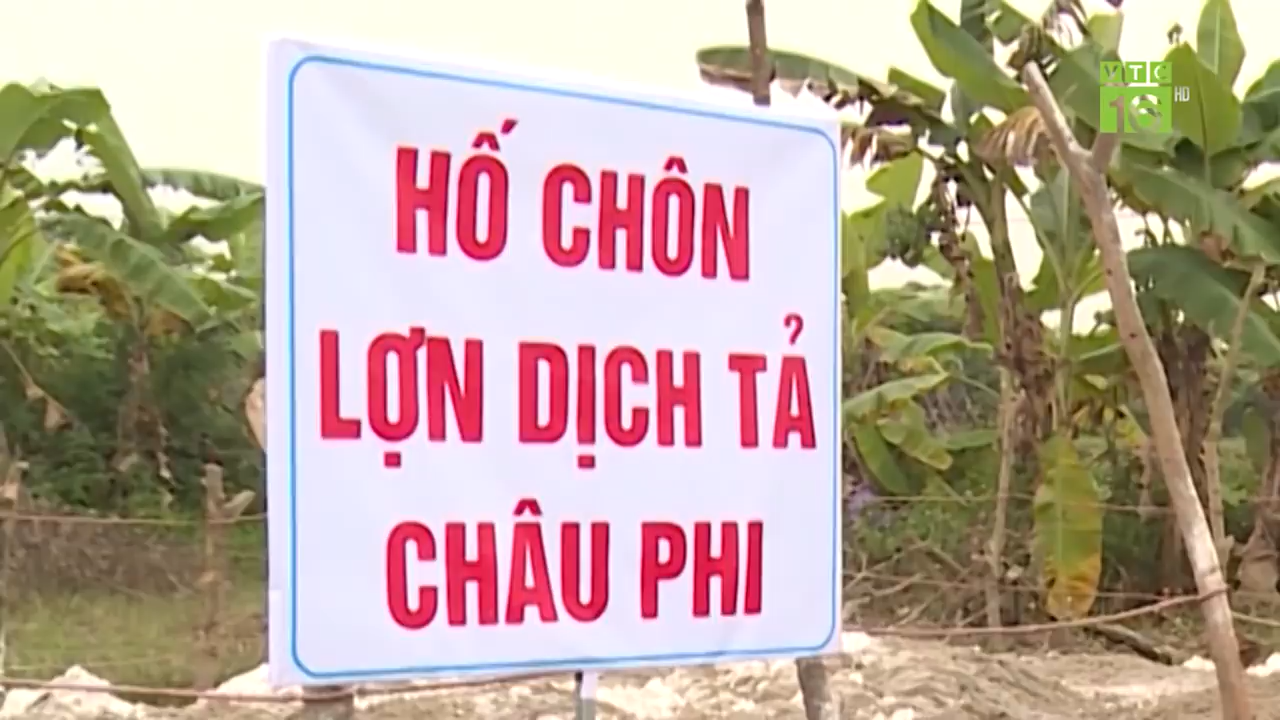 VTC
16 HD
HỐ CHÔN
LỢN DỊCH TẢ
CHÂU PHI